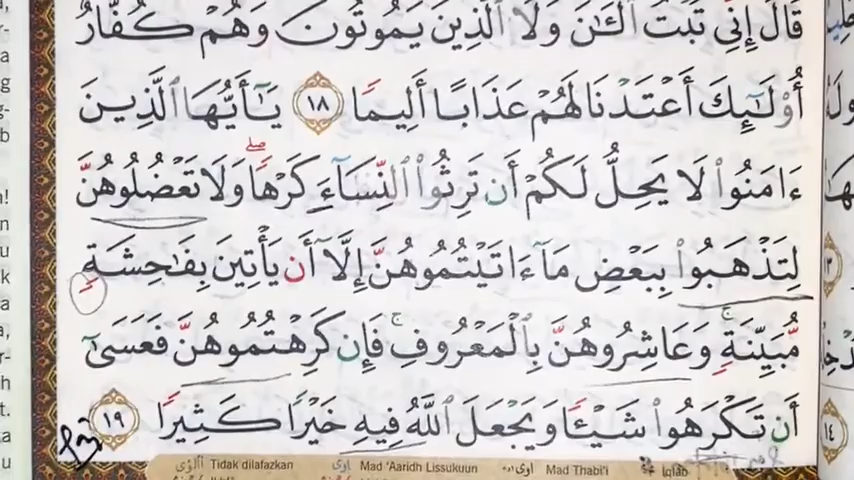 قَالَ إِنِّي تُبْتُ ٱلْـَٰٔنَ وَلَا ٱلَّذِينَ يَمُوتُونَ وَهُمْ كُفَّارٌ
أُو۟لَـٰٓئِكَ أَعْتَدْنَا لَهُمْ عَذَابًا أَلِيمًا ١٨ يَـٰٓأَيُّهَا ٱلَّذِينَ
ءَامَنُوا۟ لَا يَحِلُّ لَكُمْ أَن تَرِثُوا۟ ٱلنِّسَآءَ كَرْهًا ۖ وَلَا تَعْضُلُوهُنَّ
لِتَذْهَبُوا۟ بِبَعْضِ مَآ ءَاتَيْتُمُوهُنَّ إِلَّآ أَن يَأْتِينَ بِفَـٰحِشَةٍ
مُّبَيِّنَةٍ ۚ وَعَاشِرُوهُنَّ بِٱلْمَعْرُوفِ ۚ فَإِن كَرِهْتُمُوهُنَّ فَعَسَىٰٓ
أَن تَكْرَهُوا۟ شَيْـًٔا وَيَجْعَلَ ٱللَّهُ فِيهِ خَيْرًا كَثِيرًا ١٩
Tidak dilafazkan Mad 'Aaridh Lissukuun Mad Thabi'i Iqlab